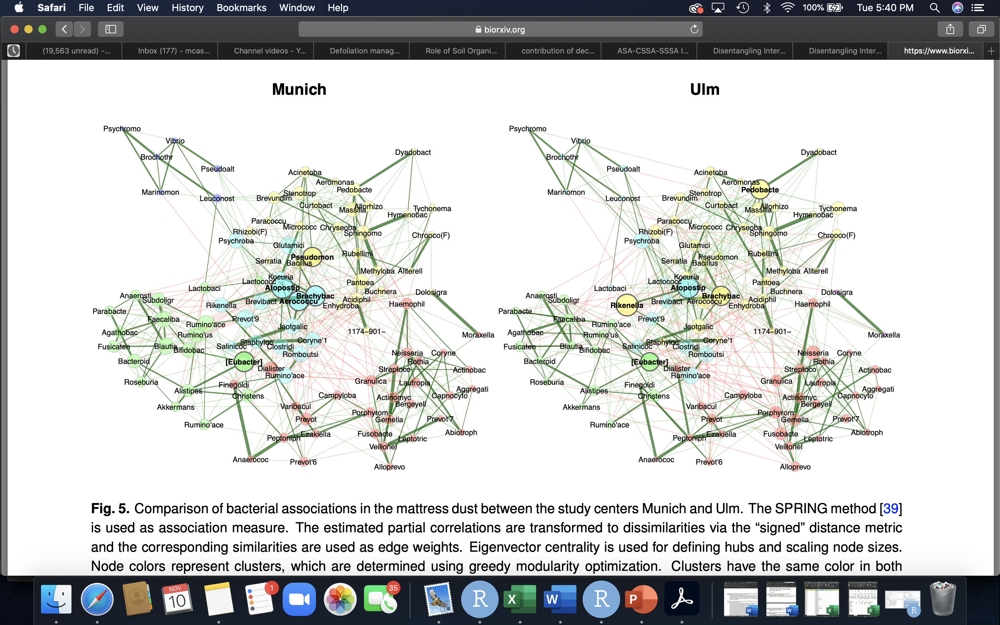 Safari File Edit View History Bookmarks Window Help 100% Tue 5:40 PM
biorxiv.org
(19,563 unread) -... Inbox (177) - mcas... Channel videos - Y... Defoliation manag... Role of Soil Organi... contribution of dec... ASA-CSSA-SSSA I... Disentangling Inter... Disentangling Inter... https://www.biorxi...
Munich
Psychromo
Vibrio
Dyadobact
Brochothr
Pseudoalt
Acinetoba
Aeromonas
Pedobacte
Marinomon
Stenotrop
Leuconost
Brevundim
Curtobact
Allorhizo
Massilia
Tychonema
Hymenobac
Paracoccu
Micrococc
Chryseoba
Rhizobi(F)
Sphingomo
Chrooco(F)
Psychroba
Glutamici
Rubellimi
Pseudomon
Serratia
Bacillus
Methyloba
Aliterell
Kocuria
Lactococc
Pantoea
Lactobaci
Atopostip
Buchnera
Dolosigra
Anaerosti
Brachybac
Subdoligr
Acidiphil
Brevibact
Aerococcu
Haemophil
Rikenella
Enhydroba
Parabacte
Faecaliba
Prevot'9
Rumino'ace
Jeotgalic
1174–901–
Agathobac
Rumino'us
Moraxella
Coryne'1
Staphyloc
Fusicaten
Blautia
Salinicoc
Clostridi
Bifidobac
Neisseria
Coryne
Romboutsi
Bacteroid
[Eubacter]
Rothia
Dialister
Streptoco
Actinobac
Rumino'ace
Granulica
Roseburia
Lautropia
Finegoldi
Aggregati
Alistipes
Campyloba
Capnocyto
Christens
Actinomyc
Bergeyell
Akkermans
Varibacul
Porphyrom
Prevot
Gemella
Prevot'7
Rumino'ace
Abiotroph
Ezakiella
Fusobacte
Peptoniph
Leptotric
Veillonel
Anaerococ
Prevot'6
Alloprevo
Ulm
Psychromo
Vibrio
Dyadobact
Brochothr
Pseudoalt
Acinetoba
Aeromonas
Pedobacte
Marinomon
Stenotrop
Leuconost
Brevundim
Curtobact
Allorhizo
Massilia
Tychonema
Hymenobac
Paracoccu
Micrococc
Chryseoba
Rhizobi(F)
Sphingomo
Chrooco(F)
Psychroba
Glutamici
Rubellimi
Pseudomon
Serratia
Bacillus
Methyloba
Aliterell
Kocuria
Lactococc
Pantoea
Lactobaci
Atopostip
Buchnera
Dolosigra
Anaerosti
Brachybac
Subdoligr
Acidiphil
Brevibact
Aerococcu
Haemophil
Rikenella
Enhydroba
Parabacte
Faecaliba
Prevot'9
Rumino'ace
Jeotgalic
1174–901–
Agathobac
Rumino'us
Moraxella
Coryne'1
Staphyloc
Fusicaten
Blautia
Salinicoc
Clostridi
Bifidobac
Neisseria
Coryne
Romboutsi
Bacteroid
[Eubacter]
Rothia
Dialister
Streptoco
Actinobac
Rumino'ace
Granulica
Roseburia
Lautropia
Finegoldi
Aggregati
Alistipes
Campyloba
Capnocyto
Christens
Actinomyc
Bergeyell
Akkermans
Varibacul
Porphyrom
Prevot
Gemella
Prevot'7
Rumino'ace
Abiotroph
Ezakiella
Fusobacte
Peptoniph
Leptotric
Veillonel
Anaerococ
Prevot'6
Alloprevo
Fig. 5. Comparison of bacterial associations in the mattress dust between the study centers Munich and Ulm. The SPRING method [39]
is used as association measure. The estimated partial correlations are transformed to dissimilarities via the “signed” distance metric
and the corresponding similarities are used as edge weights. Eigenvector centrality is used for defining hubs and scaling node sizes.
Node colors represent clusters, which are determined using greedy modularity optimization. Clusters have the same color in both
NOV
10
1
35
R
X
W
R
P
W
W
X
X
R